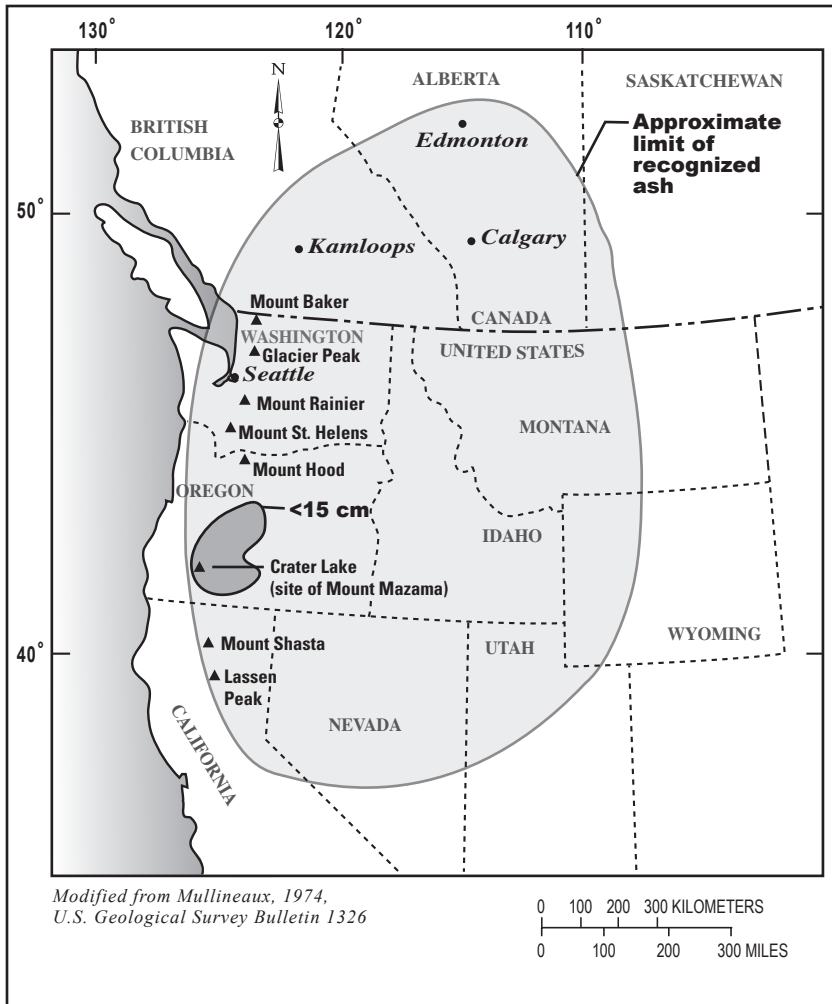 130°
120°
110°
N
ALBERTA
SASKATCHEWAN
BRITISH
COLUMBIA
Edmonton
Approximate
limit of
recognized
ash
50°
Kamloops
Calgary
Mount Baker
CANADA
WASHINGTON
UNITED STATES
Glacier Peak
Seattle
Mount Rainier
MONTANA
Mount St. Helens
Mount Hood
OREGON
<15 cm
IDAHO
Crater Lake
(site of Mount Mazama)
WYOMING
Mount Shasta
UTAH
40°
Lassen
Peak
NEVADA
CALIFORNIA
Modified from Mullineaux, 1974,
U.S. Geological Survey Bulletin 1326
0 100 200 300 KILOMETERS
0 100 200 300 MILES